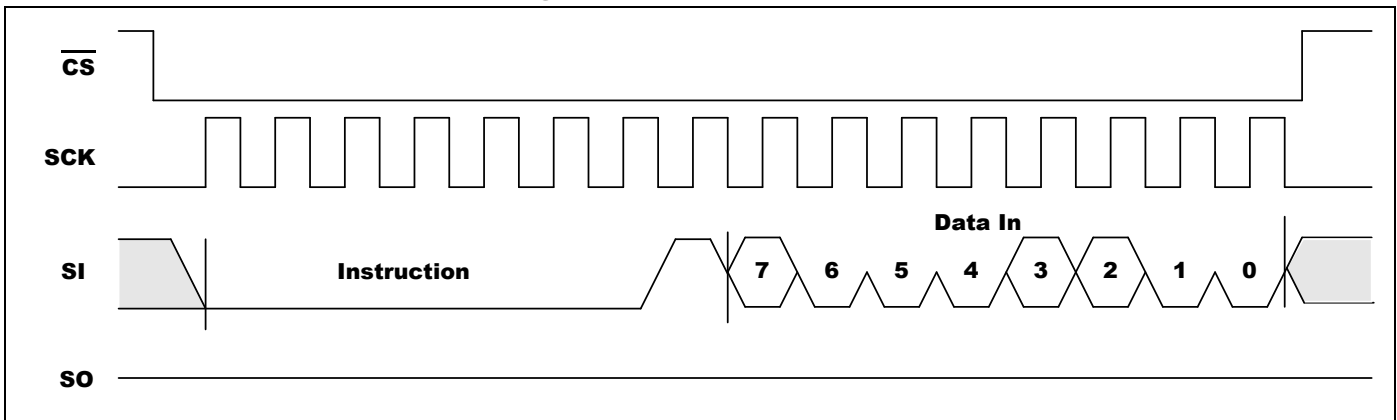 CS
SCK
Data In
SI Instruction 7 6 5 4 3 2 1 0
SO